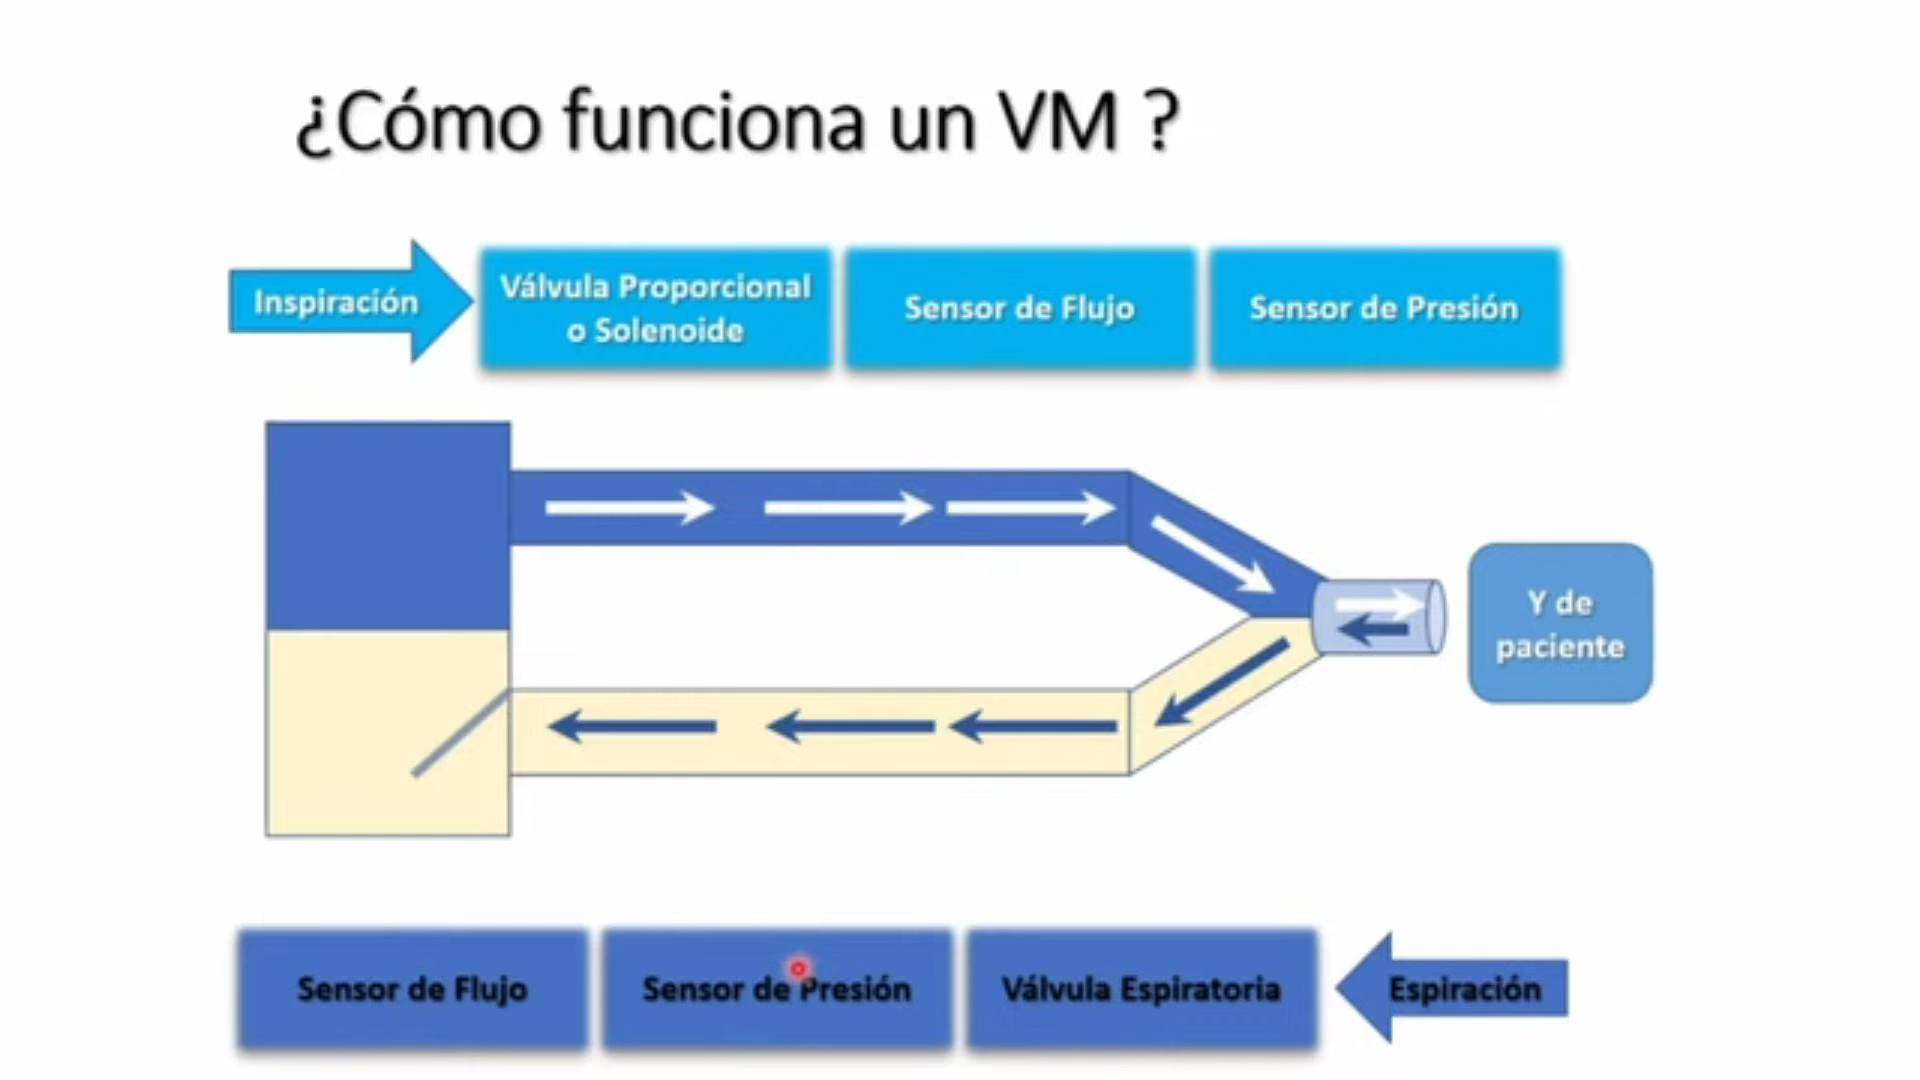 ¿Cómo funciona un VM ?
Inspiración
Válvula Proporcional
o Solenoide
Sensor de Flujo
Sensor de Presión
Y de
paciente
Sensor de Flujo
Sensor de Presión
Válvula Espiratoria
Espiración